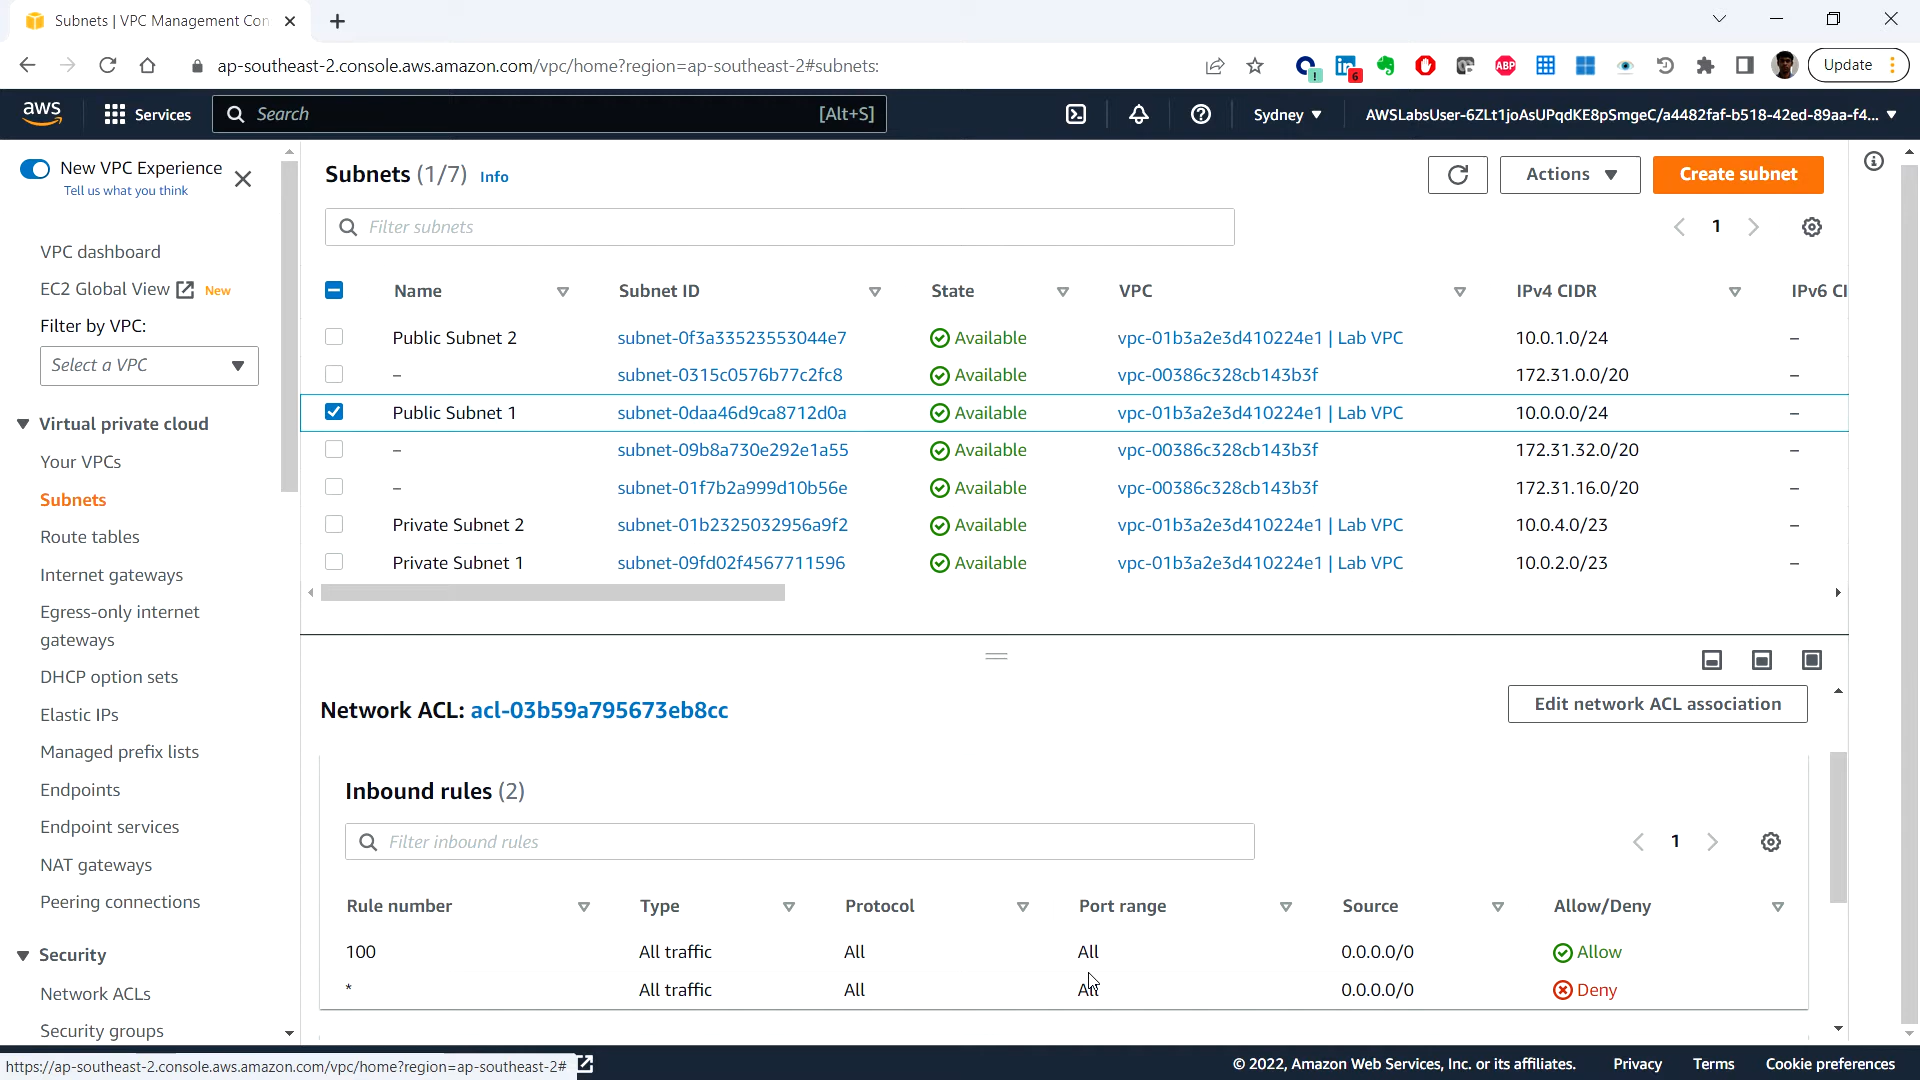 Subnets | VPC Management Con
ap-southeast-2.console.aws.amazon.com/vpc/home?region=ap-southeast-2#subnets:
6
ABP
Update
aws
Services
Search
[Alt+S]
Sydney
AWSLabsUser-6ZLt1joAsUPqdKE8pSmgeC/a4482faf-b518-42ed-89aa-f4...
New VPC Experience
Tell us what you think
VPC dashboard
EC2 Global View New
Filter by VPC:
Select a VPC
Virtual private cloud
Your VPCs
Subnets
Route tables
Internet gateways
Egress-only internet
gateways
DHCP option sets
Elastic IPs
Managed prefix lists
Endpoints
Endpoint services
NAT gateways
Peering connections
Security
Network ACLs
Security groups
Subnets (1/7) Info
Actions
Create subnet
Filter subnets
1
Name Subnet ID State VPC IPv4 CIDR IPv6 CI
Public Subnet 2 subnet-0f3a33523553044e7 Available vpc-01b3a2e3d410224e1 | Lab VPC 10.0.1.0/24 –
– subnet-0315c0576b77c2fc8 Available vpc-00386c328cb143b3f 172.31.0.0/20 –
Public Subnet 1 subnet-0daa46d9ca8712d0a Available vpc-01b3a2e3d410224e1 | Lab VPC 10.0.0.0/24 –
– subnet-09b8a730e292e1a55 Available vpc-00386c328cb143b3f 172.31.32.0/20 –
– subnet-01f7b2a999d10b56e Available vpc-00386c328cb143b3f 172.31.16.0/20 –
Private Subnet 2 subnet-01b2325032956a9f2 Available vpc-01b3a2e3d410224e1 | Lab VPC 10.0.4.0/23 –
Private Subnet 1 subnet-09fd02f4567711596 Available vpc-01b3a2e3d410224e1 | Lab VPC 10.0.2.0/23 –
Network ACL: acl-03b59a795673eb8cc
Edit network ACL association
Inbound rules (2)
Filter inbound rules
1
Rule number Type Protocol Port range Source Allow/Deny
100 All traffic All All 0.0.0.0/0 Allow
* All traffic All All 0.0.0.0/0 Deny
https://ap-southeast-2.console.aws.amazon.com/vpc/home?region=ap-southeast-2#
© 2022, Amazon Web Services, Inc. or its affiliates.
Privacy
Terms
Cookie preferences